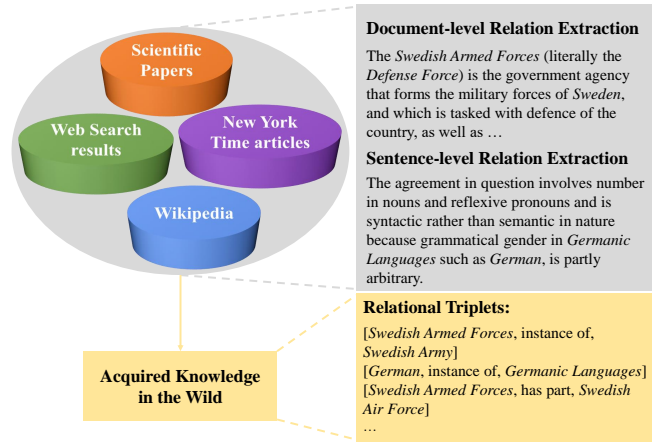 Scientific
Papers
Web Search
results
New York
Time articles
Wikipedia
Acquired Knowledge
in the Wild
Document-level Relation Extraction
The Swedish Armed Forces (literally the
Defense Force) is the government agency
that forms the military forces of Sweden,
and which is tasked with defence of the
country, as well as …
Sentence-level Relation Extraction
The agreement in question involves number
in nouns and reflexive pronouns and is
syntactic rather than semantic in nature
because grammatical gender in Germanic
Languages such as German, is partly
arbitrary.
Relational Triplets:
[Swedish Armed Forces, instance of,
Swedish Army]
[German, instance of, Germanic Languages]
[Swedish Armed Forces, has part, Swedish
Air Force]
…